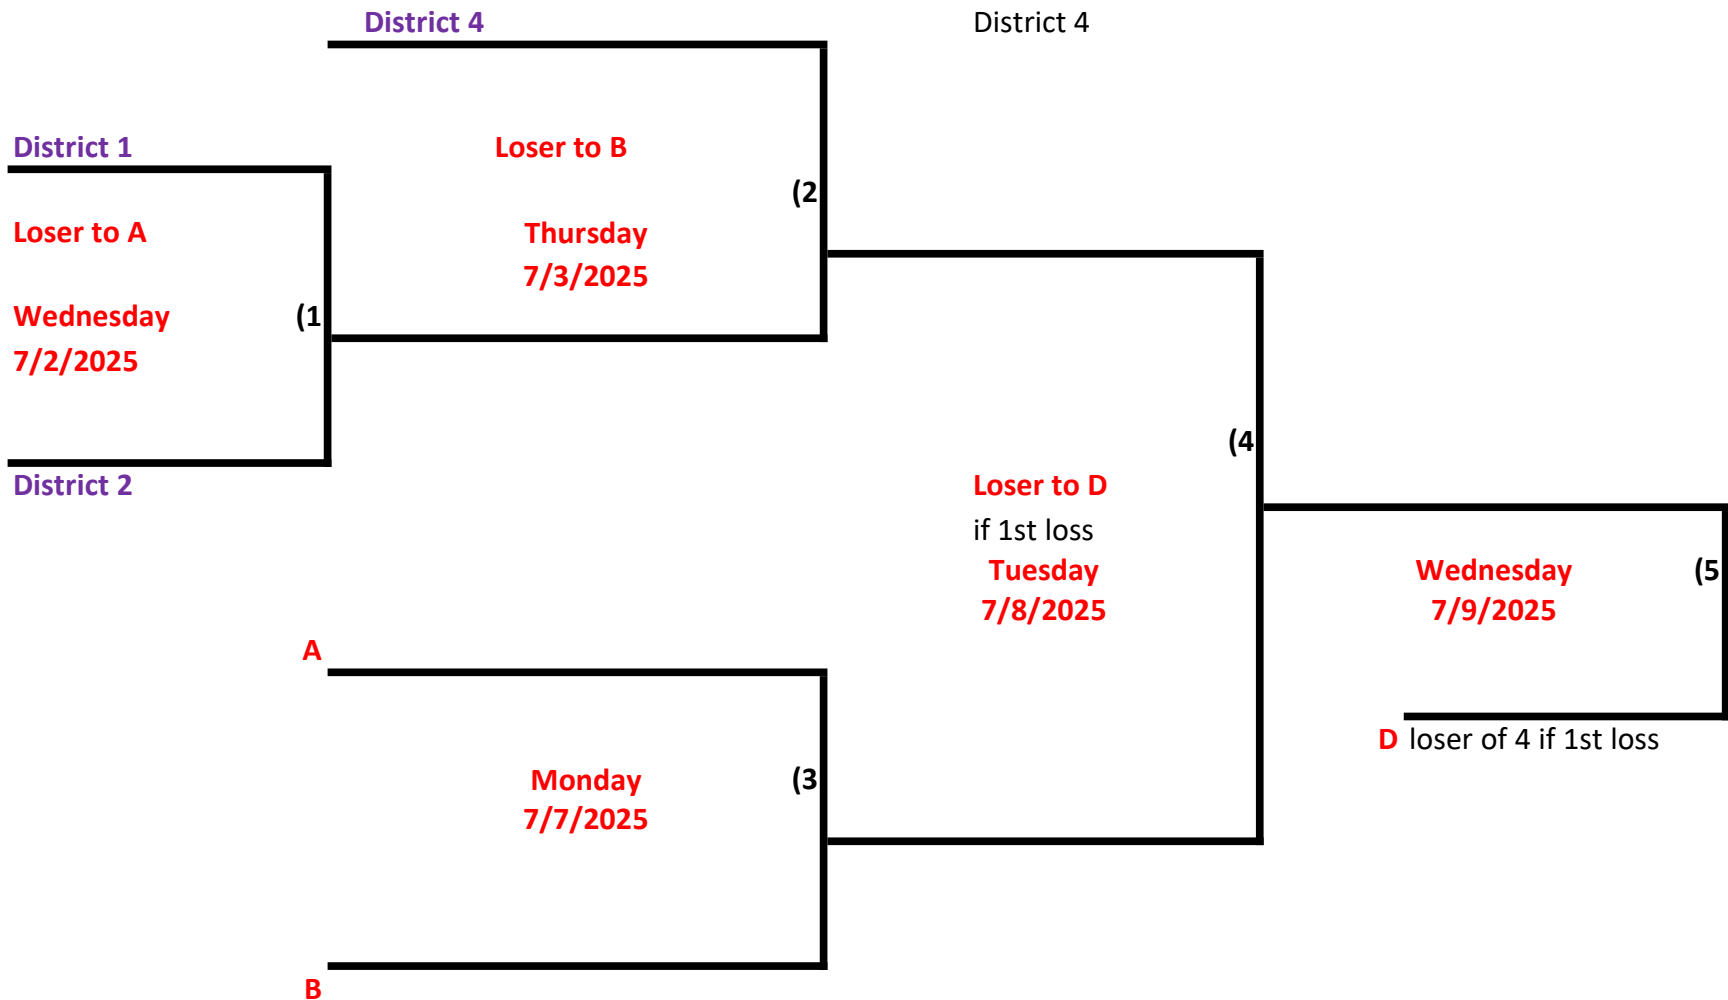 District 4
District 4
District 1
Loser to B
(2
Loser to A
Thursday
7/3/2025
Wednesday
(1
7/2/2025
(4
District 2
Loser to D
if 1st loss
Tuesday
7/8/2025
Wednesday
(5
7/9/2025
A
D loser of 4 if 1st loss
Monday
(3
7/7/2025
B